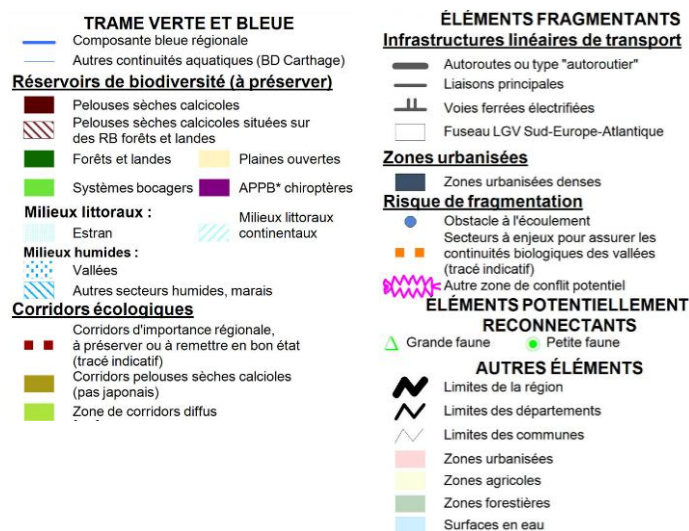 TRAME VERTE ET BLEUE
Composante bleue régionale
Autres continuités aquatiques (BD Carthage)
Réservoirs de biodiversité (à préserver)
Pelouses sèches calcicoles
Pelouses sèches calcicoles situées sur
des RB forêts et landes
Forêts et landes
Plaines ouvertes
Systèmes bocagers
APPB* chiroptères
Milieux littoraux :
Estran
Milieux littoraux
continentaux
Milieux humides :
Vallées
Autres secteurs humides, marais
Corridors écologiques
Corridors d'importance régionale,
à préserver ou à remettre en bon état
(tracé indicatif)
Corridors pelouses sèches calcioles
(pas japonais)
Zone de corridors diffus
ÉLÉMENTS FRAGMENTANTS
Infrastructures linéaires de transport
Autoroutes ou type "autoroutier"
Liaisons principales
Voies ferrées électrifiées
Fuseau LGV Sud-Europe-Atlantique
Zones urbanisées
Zones urbanisées denses
Risque de fragmentation
Obstacle à l'écoulement
Secteurs à enjeux pour assurer les
continuités biologiques des vallées
(tracé indicatif)
Autre zone de conflit potentiel
ÉLÉMENTS POTENTIELLEMENT
RECONNECTANTS
Grande faune
Petite faune
AUTRES ÉLÉMENTS
Limites de la région
Limites des départements
Limites des communes
Zones urbanisées
Zones agricoles
Zones forestières
Surfaces en eau